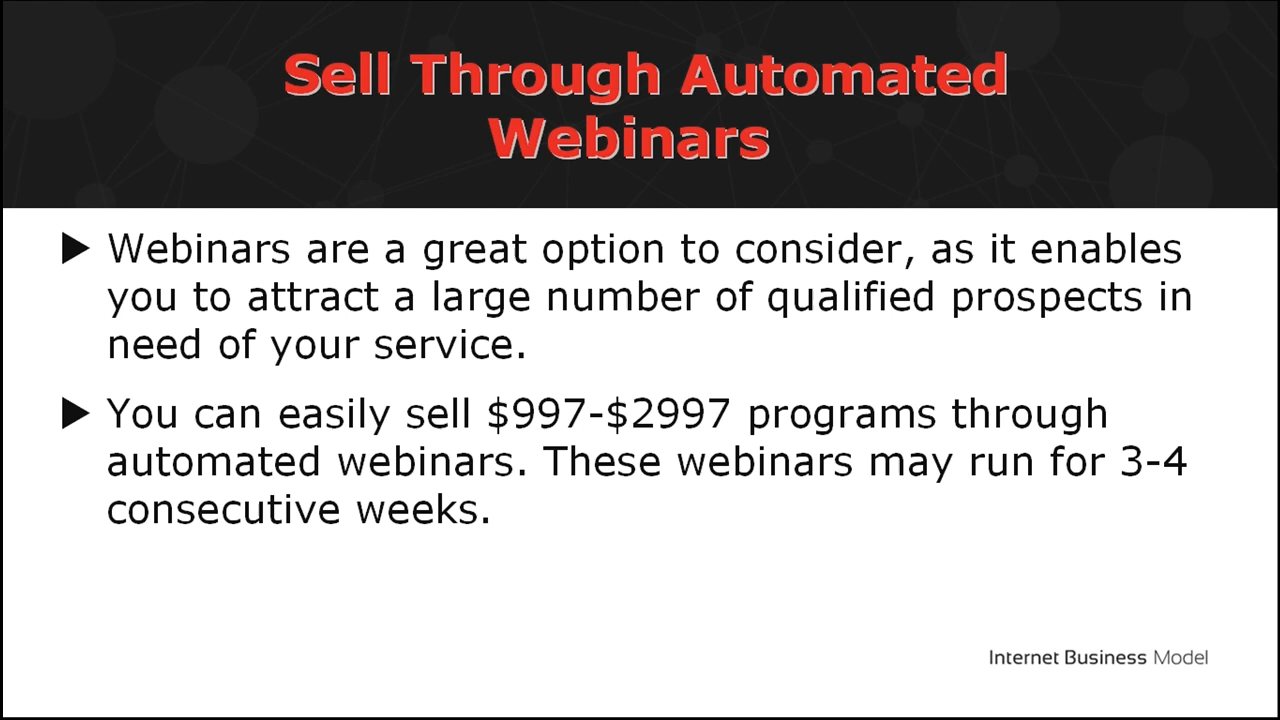 Sell Through Automated
Webinars
Webinars are a great option to consider, as it enables
you to attract a large number of qualified prospects in
need of your service.
You can easily sell $997-$2997 programs through
automated webinars. These webinars may run for 3-4
consecutive weeks.
Internet Business Model